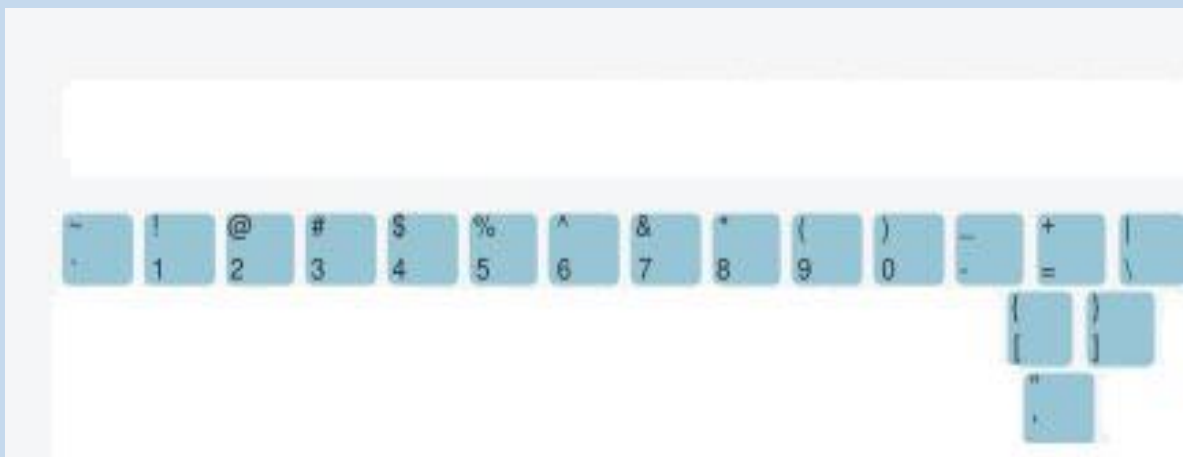 ~ ! @ # $ % ^ & * ( ) _ + |
` 1 2 3 4 5 6 7 8 9 0 - = \
{ }
[ ]
"
'